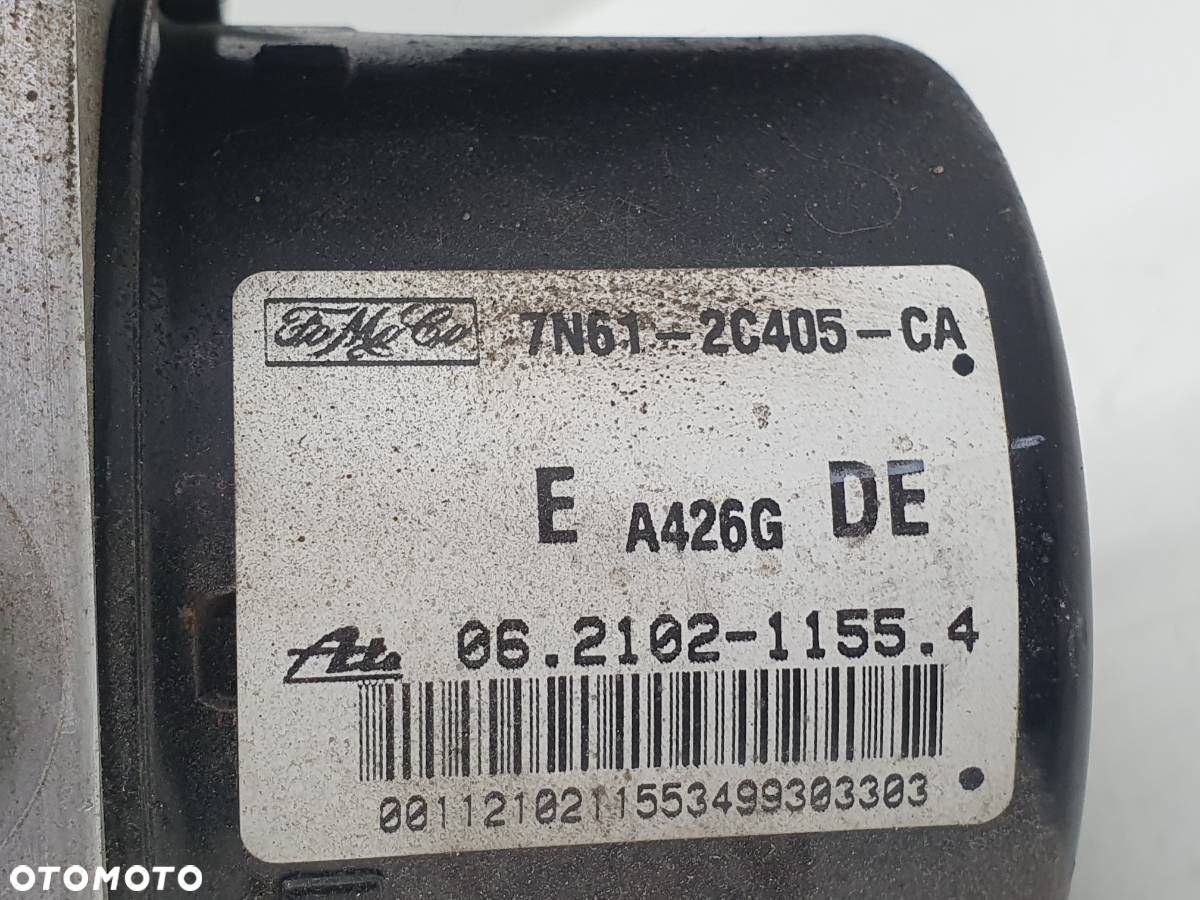 FoMoCo 7N61-2C405-CA
E A426G DE
Ate 06.2102-1155.4
0011210211553499303303
OTOMOTO